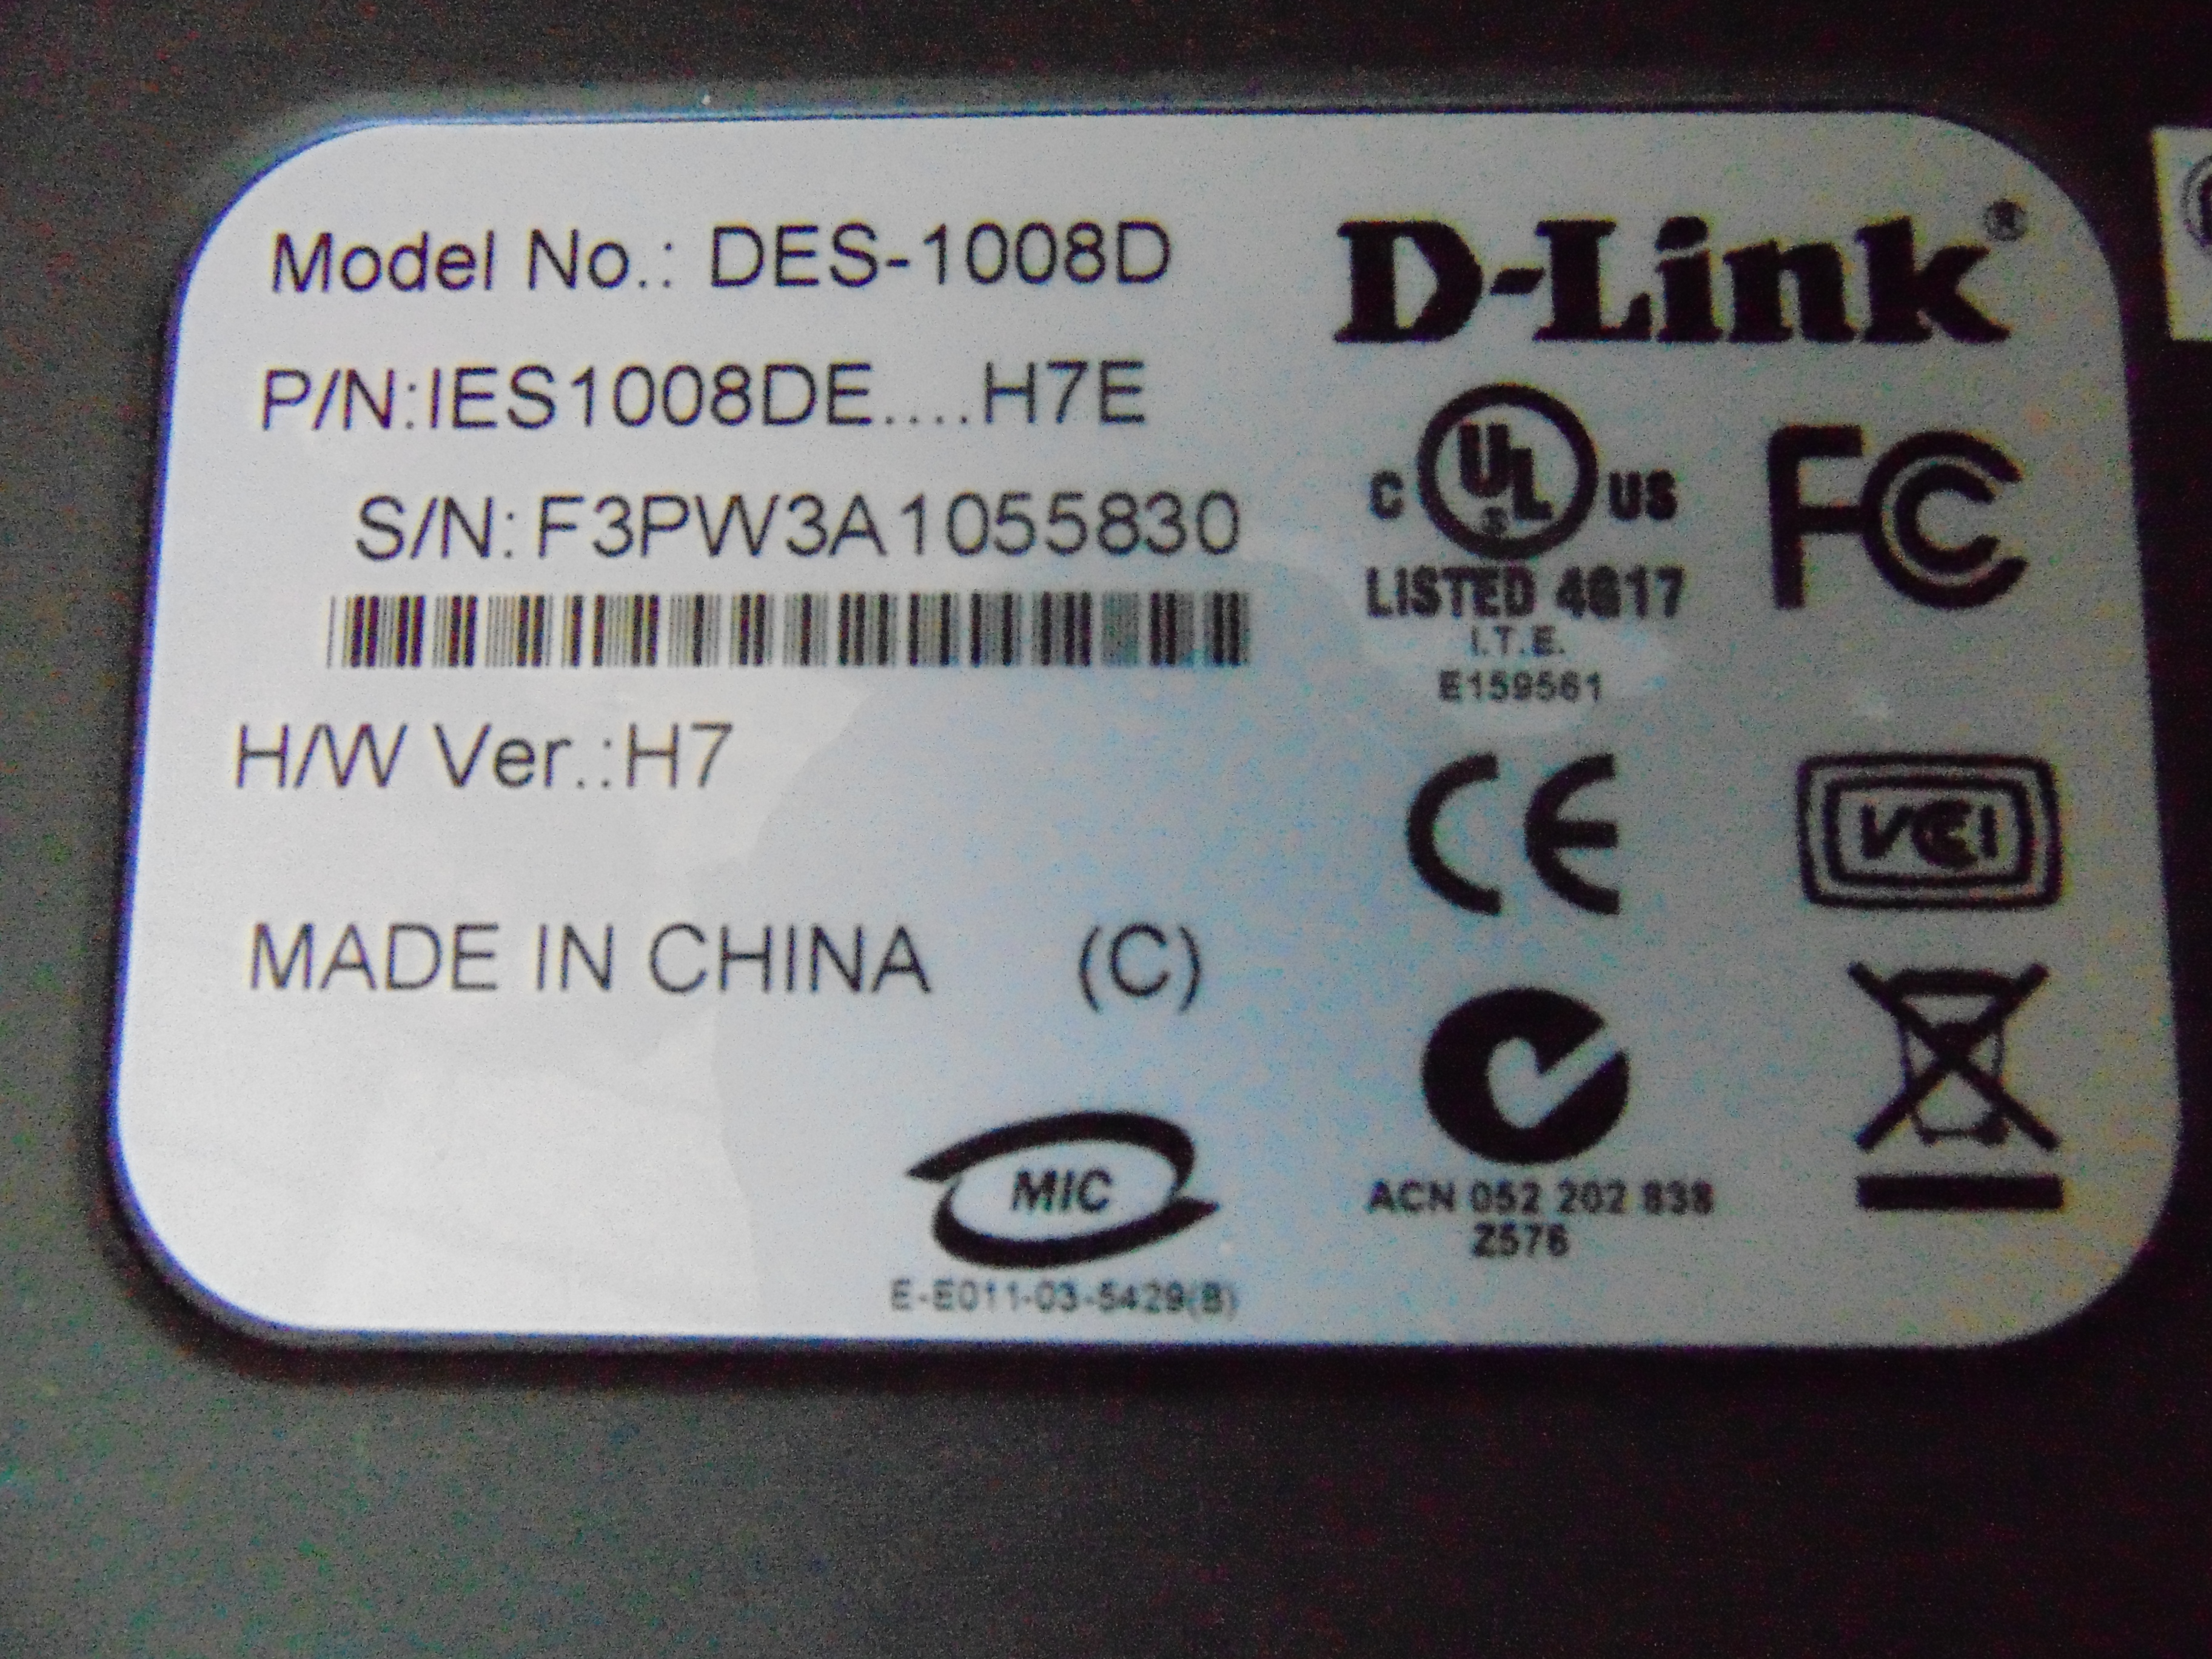 Model No.: DES-1008D
P/N:IES1008DE....H7E
S/N: F3PW3A1055830
H/W Ver.:H7
MADE IN CHINA (C)
MIC
E-E011-03-5429(B)
D-Link®
C UL US
LISTED 4G17
I.T.E.
E159561
FC
CE
VCCI
ACN 052 202 838
Z576